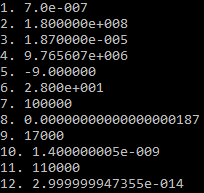 1. 7.0e-007
2. 1.800000e+008
3. 1.870000e-005
4. 9.765607e+006
5. -9.000000
6. 2.800e+001
7. 100000
8. 0.00000000000000000187
9. 17000
10. 1.400000005e-009
11. 110000
12. 2.999999947355e-014